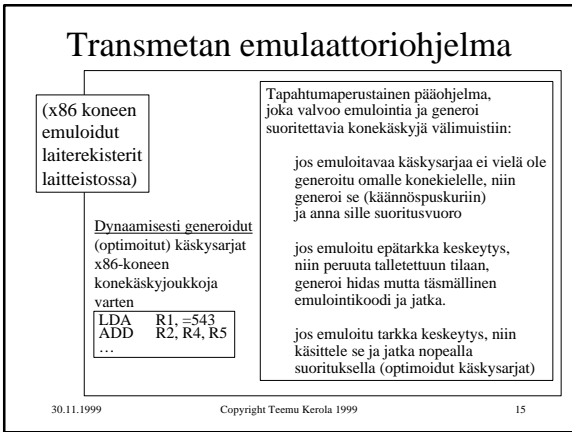 Transmetan emulaattoriohjelma
(x86 koneen
emuloidut
laiterekisterit
laitteistossa)
Dynaamisesti generoidut
(optimoitut) käskysarjat
x86-koneen
konekäskyjoukkoja
varten
LDA R1, =543
ADD R2, R4, R5
…
Tapahtumaperustainen pääohjelma,
joka valvoo emulointia ja generoi
suoritettavia konekäskyjä välimuistiin:
jos emuloitavaa käskysarjaa ei vielä ole
generoitu omalle konekielelle, niin
generoi se (käännöspuskuriin)
ja anna sille suoritusvuoro
jos emuloitu epätarkka keskeytys,
niin peruuta talletettuun tilaan,
generoi hidas mutta täsmällinen
emulointikoodi ja jatka.
jos emuloitu tarkka keskeytys, niin
käsittele se ja jatka nopealla
suorituksella (optimoidut käskysarjat)
30.11.1999 Copyright Teemu Kerola 1999 15